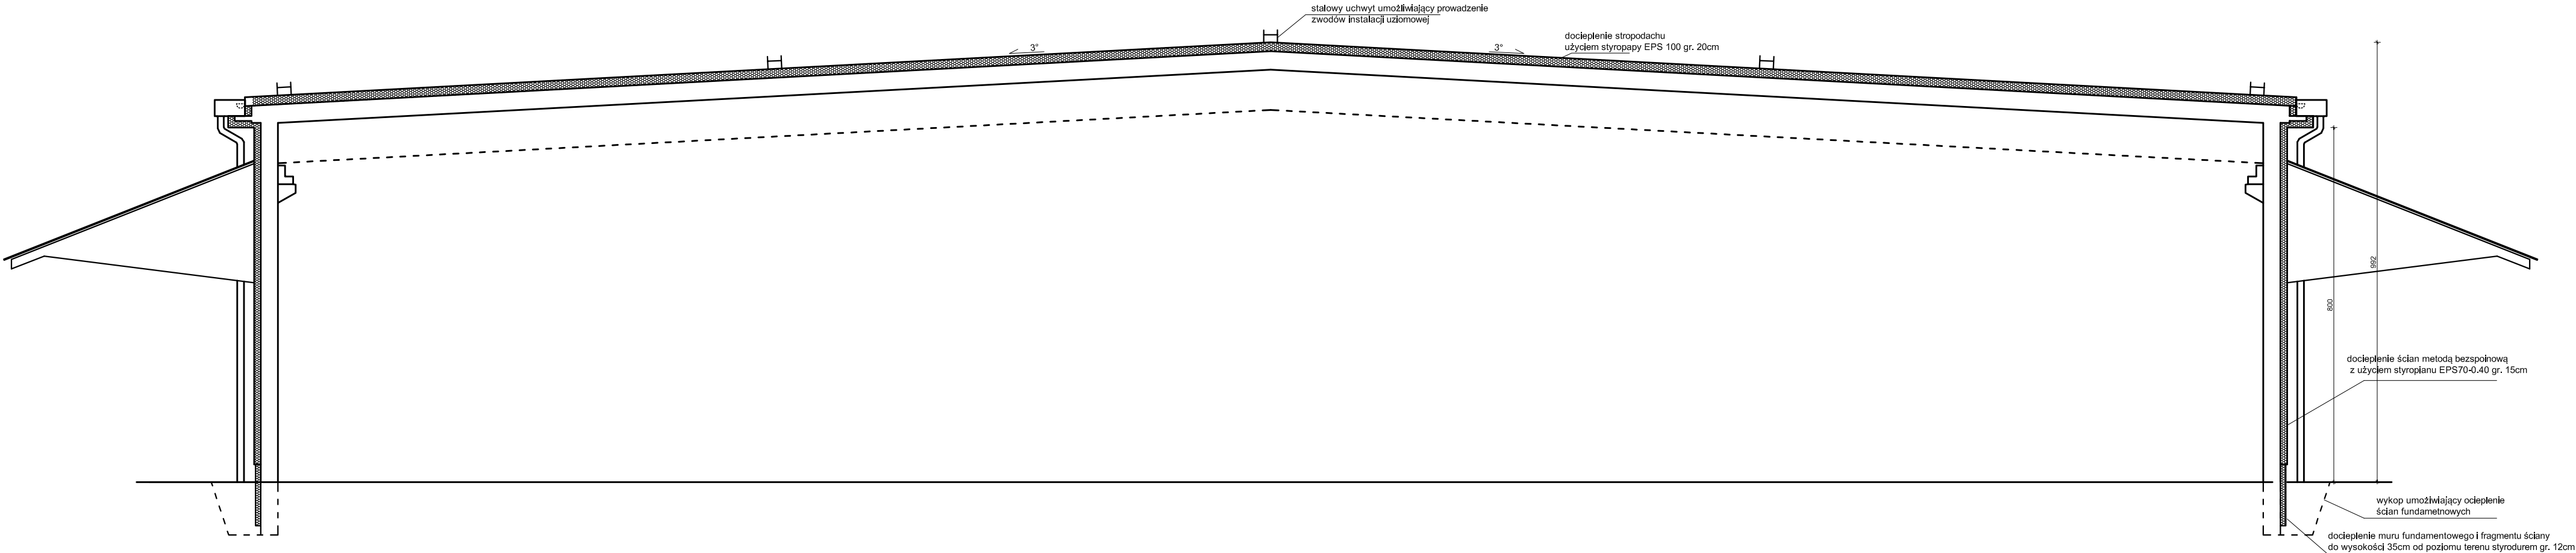 stalowy uchwyt umożliwiający prowadzenie
zwodów instalacji uziomowej
3°
3°
docieplenie stropodachu
użyciem styropapy EPS 100 gr. 20cm
992
800
docieplenie ścian metodą bezspoinową
z użyciem styropianu EPS70-0.40 gr. 15cm
wykop umożliwiający ocieplenie
ścian fundametnowych
docieplenie muru fundamentowego i fragmentu ściany
do wysokości 35cm od poziomu terenu styrodurem gr. 12cm